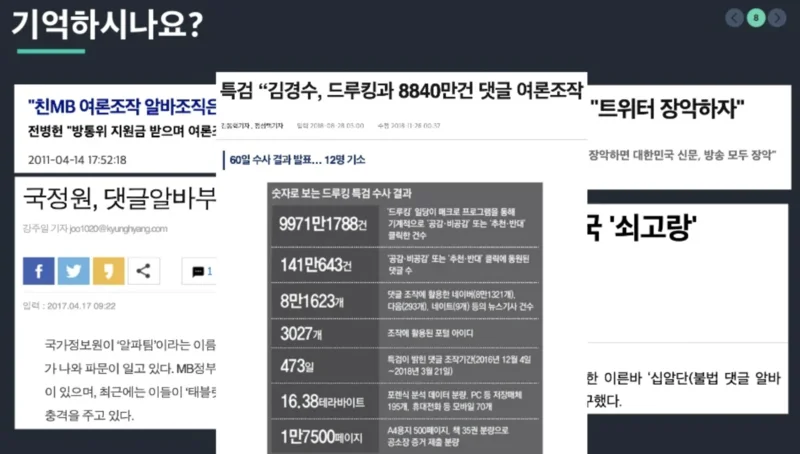 기억하시나요?
8
"친MB 여론조작 알바조직은
전병헌 "방통위 지원금 받으며 여론조
2011-04-14 17:52:18
국정원, 댓글알바부
강주일 기자 joo1020@kyunghyang.com
1
입력 : 2017.04.17 09:22
국가정보원이 '알파팀'이라는 이름
가 나와 파문이 일고 있다. MB정부
이 있으며, 최근에는 이들이 '태블릿
충격을 주고 있다.
특검 "김경수, 드루킹과 8840만건 댓글 여론조작
입력 2018-08-28 03:00
수정 2018-11-26 00:37
60일 수사 결과 발표... 12명 기소
숫자로 보는 드루킹 특검 수사 결과
9971만1788건
'드루킹' 일당이 매크로 프로그램을 통해
기계적으로 '공감·비공감' 또는 '추천·반대'
클릭한 건수
141만643건
'공감·비공감' 또는 '추천·반대' 클릭에 동원된
댓글 수
8만1623개
댓글 조작에 활용한 네이버(8만1321개),
다음(293개), 네이트(9개) 등의 뉴스기사 건수
3027개
조작에 활용된 포털 아이디
473일
특검이 밝힌 댓글 조작기간(2016년 12월 4일
~2018년 3월 21일)
16.38테라바이트
포렌식 분석 데이터 분량. PC 등 저장매체
195개, 휴대전화 등 모바일 70개
1만7500페이지
A4용지 500페이지, 책 35권 분량으로
공소장 증거 제출 분량
"트위터 장악하자"
장악하면 대한민국 신문, 방송 모두 장악"
국 '쇠고랑'
한 이른바 '십알단(불법 댓글 알바
구했다.